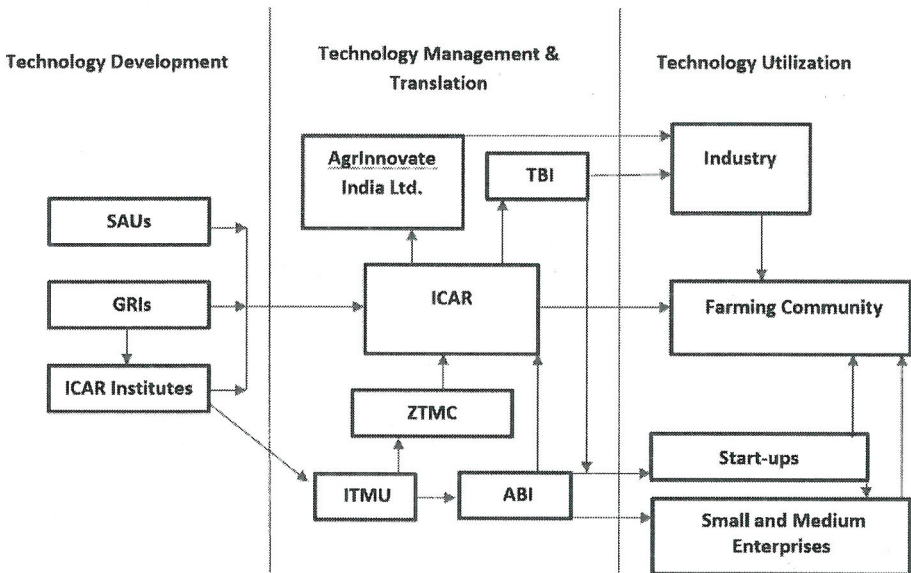 Technology Development
Technology Management &
Translation
Technology Utilization
AgrInnovate
India Ltd.
TBI
Industry
SAUs
GRIs
ICAR
Farming Community
ICAR Institutes
ZTMC
Start-ups
ITMU
ABI
Small and Medium
Enterprises